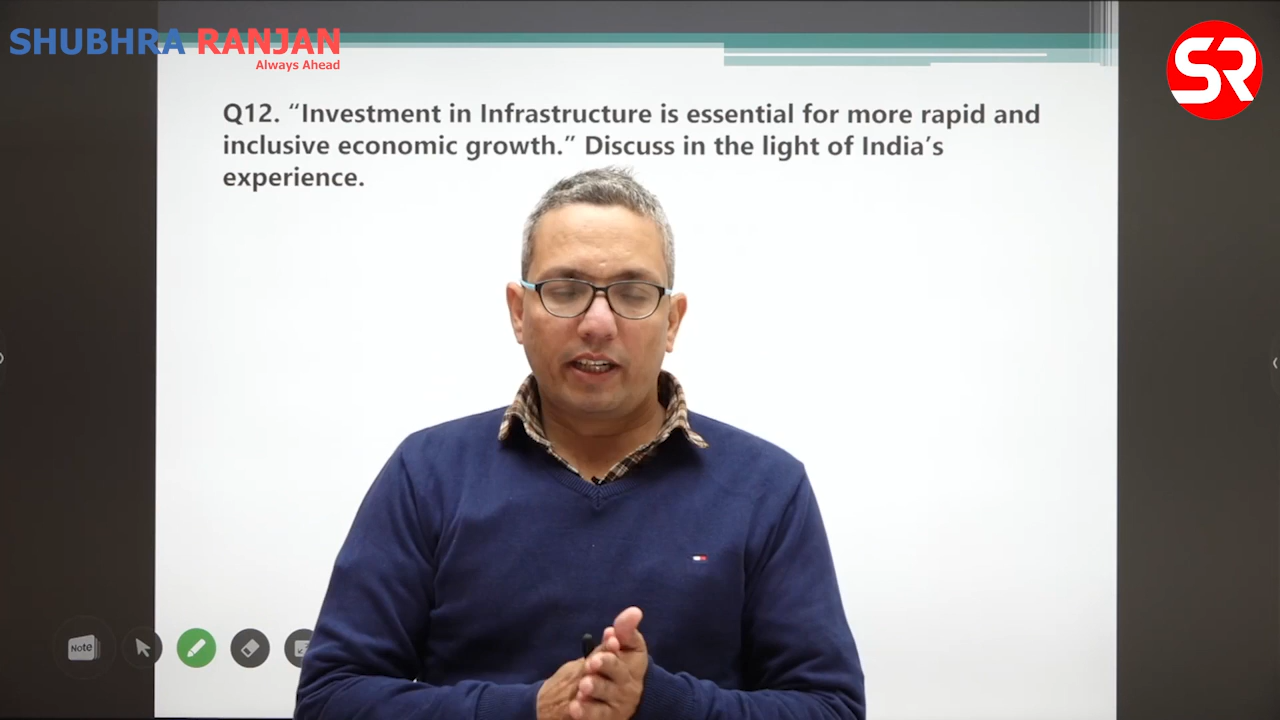 SHUBHRA RANJAN
Always Ahead
SR
Q12. “Investment in Infrastructure is essential for more rapid and
inclusive economic growth.” Discuss in the light of India’s
experience.
Note